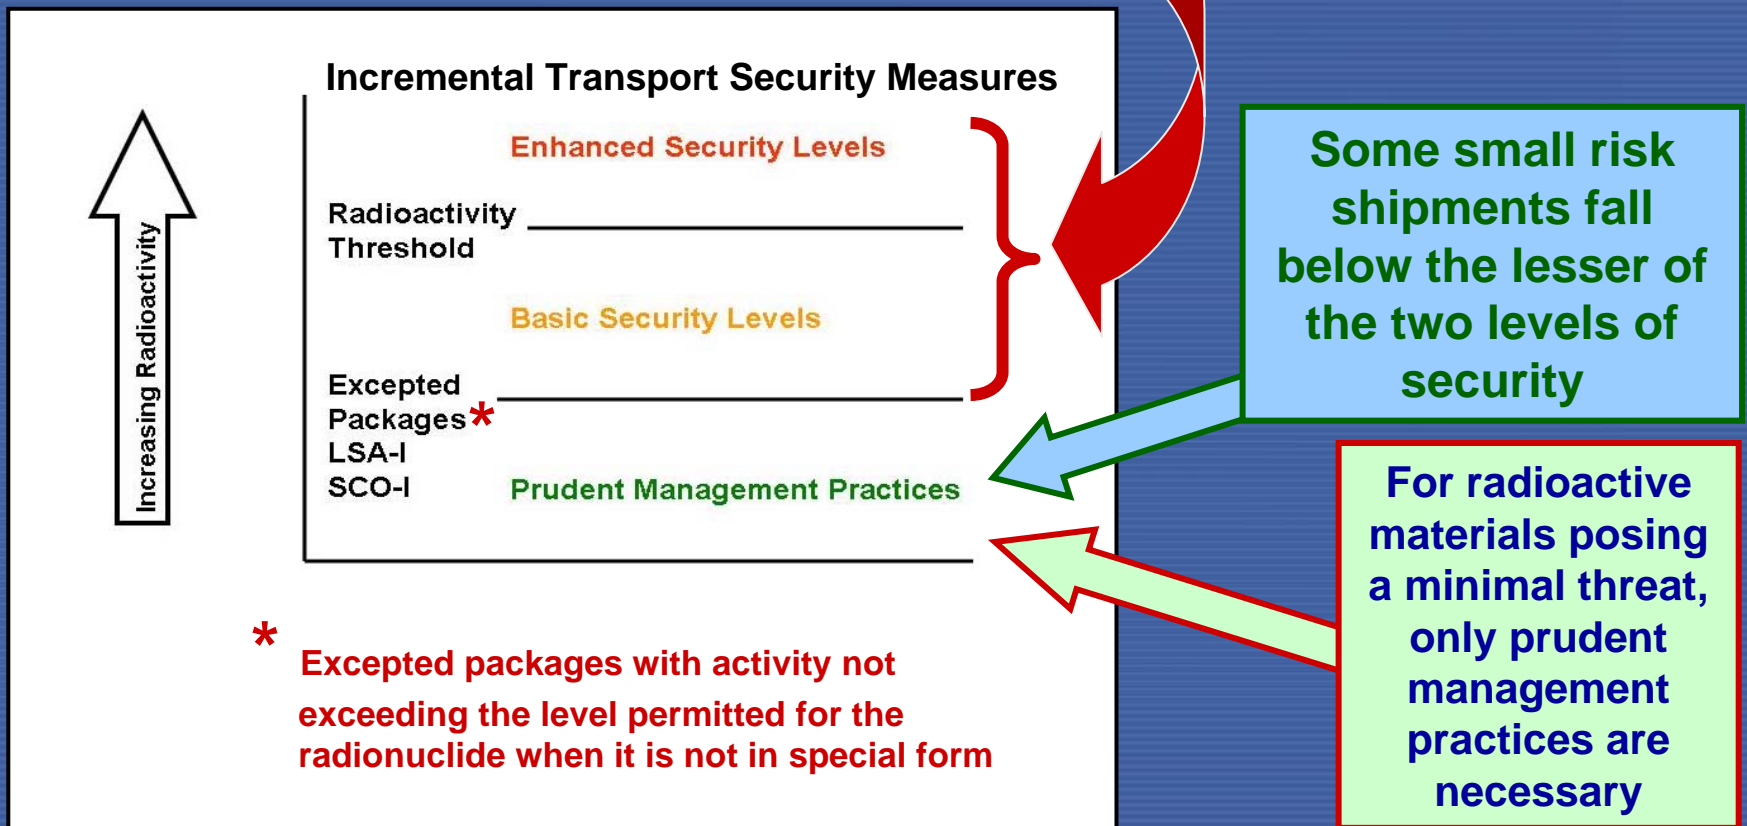 Incremental Transport Security Measures
Enhanced Security Levels
Radioactivity
Threshold
Basic Security Levels
Excepted
Packages*
LSA-I
SCO-I
Prudent Management Practices
Increasing Radioactivity
* Excepted packages with activity not
exceeding the level permitted for the
radionuclide when it is not in special form
Some small risk
shipments fall
below the lesser of
the two levels of
security
For radioactive
materials posing
a minimal threat,
only prudent
management
practices are
necessary